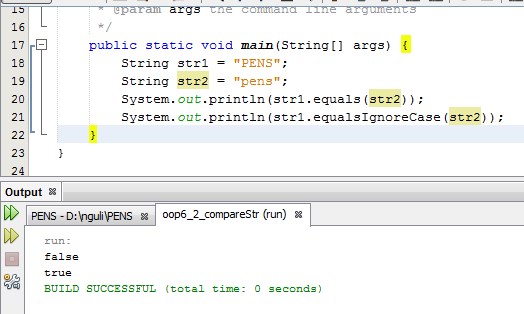 15 * @param args the command line arguments
16 */
17 public static void main(String[] args) {
18 String str1 = "PENS";
19 String str2 = "pens";
20 System.out.println(str1.equals(str2));
21 System.out.println(str1.equalsIgnoreCase(str2));
22 }
23 }
24
Output
PENS - D:\nguli\PENS oop6_2_compareStr (run)
run:
false
true
BUILD SUCCESSFUL (total time: 0 seconds)